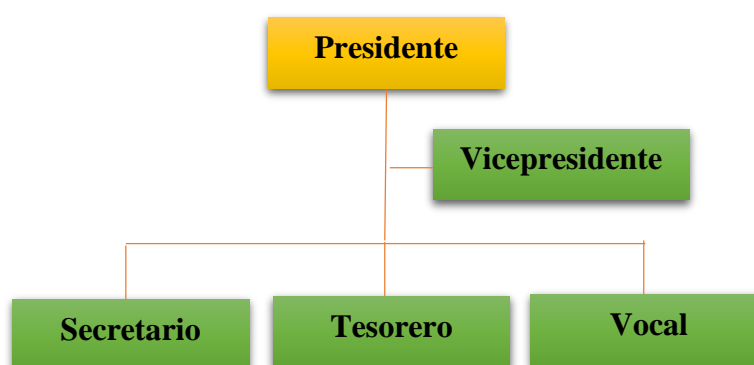 Presidente
Vicepresidente
Secretario
Tesorero
Vocal